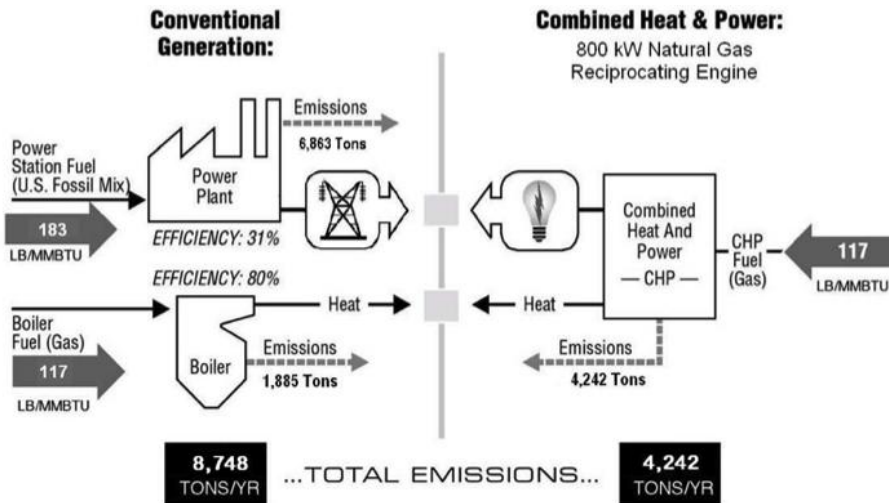 Conventional
Generation:
Combined Heat & Power:
800 kW Natural Gas
Reciprocating Engine
Emissions
6,863 Tons
Power
Station Fuel
(U.S. Fossil Mix)
183
LB/MMBTU
Power
Plant
EFFICIENCY: 31%
EFFICIENCY: 80%
Heat
Boiler
Fuel (Gas)
117
LB/MMBTU
Boiler
Emissions
1,885 Tons
Combined
Heat And
Power
— CHP —
CHP
Fuel
(Gas)
117
LB/MMBTU
Heat
Emissions
4,242 Tons
8,748
TONS/YR
...TOTAL EMISSIONS...
4,242
TONS/YR